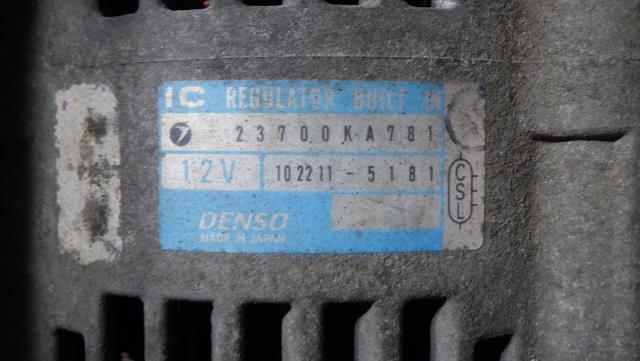 IC REGULATOR BUILT IN
23700KA781
12V 102211-5181
CSL
DENSO
MADE IN JAPAN